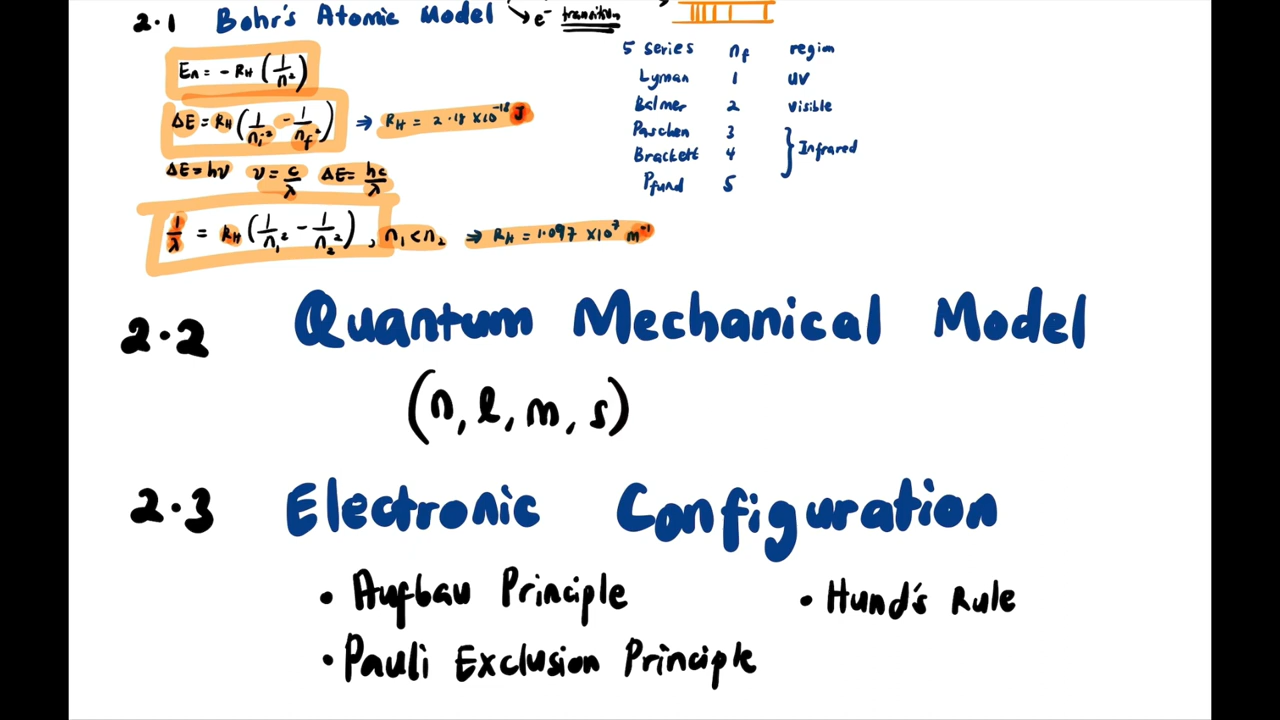 2.1 Bohr's Atomic Model → e⁻ transition
En = -RH (1/n²)
ΔE = RH (1/ni² - 1/nf²) ⇒ RH = 2.18 × 10⁻¹⁸ J
ΔE = hν ν = c/λ ΔE = hc/λ
1/λ = RH (1/n₁² - 1/n₂²), n₁ < n₂ ⇒ RH = 1.097 × 10⁷ m⁻¹
5 series nf region
Lyman 1 UV
Balmer 2 visible
Paschen 3
Brackett 4 } Infrared
Pfund 5
2.2 Quantum Mechanical Model
(n, l, m, s)
2.3 Electronic Configuration
• Aufbau Principle • Hund's Rule
• Pauli Exclusion Principle